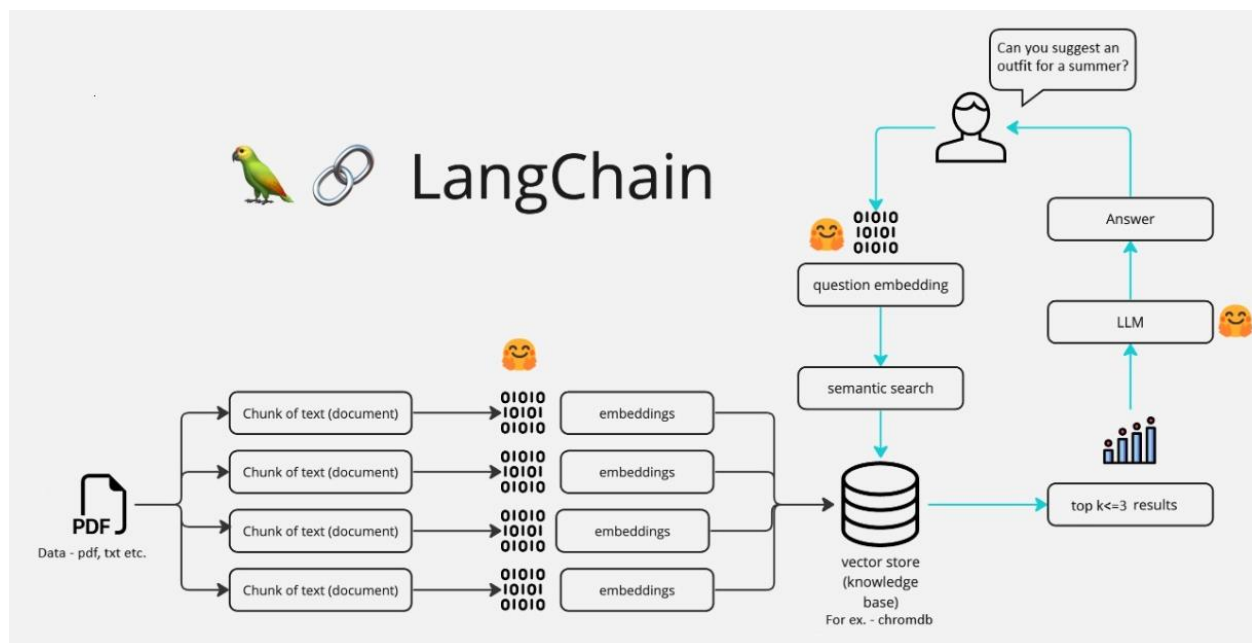 Can you suggest an
outfit for a summer?
LangChain
01010
10101
01010
question embedding
Answer
LLM
semantic search
Chunk of text (document)
01010
10101
01010
embeddings
Chunk of text (document)
01010
10101
01010
embeddings
Chunk of text (document)
01010
10101
01010
embeddings
Chunk of text (document)
01010
10101
01010
embeddings
PDF
Data - pdf, txt etc.
top k<=3 results
vector store
(knowledge
base)
For ex. - chromdb